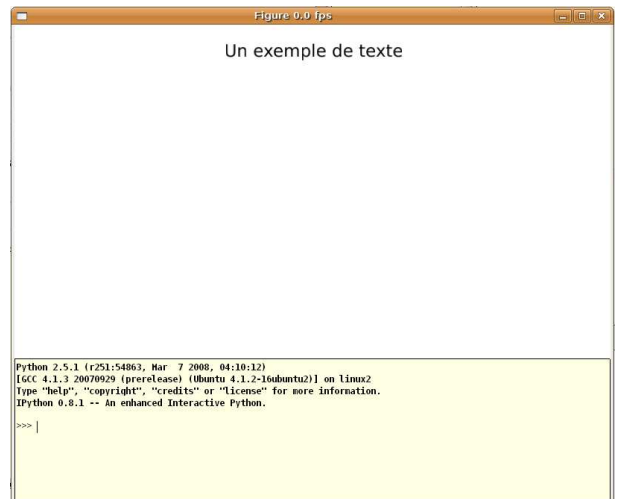 Figure 0.0 fps
Un exemple de texte
Python 2.5.1 (r251:54863, Mar  7 2008, 04:10:12)
[GCC 4.1.3 20070929 (prerelease) (Ubuntu 4.1.2-16ubuntu2)] on linux2
Type "help", "copyright", "credits" or "license" for more information.
IPython 0.8.1 -- An enhanced Interactive Python.
>>>